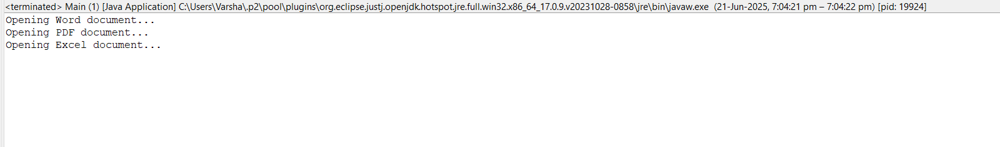 <terminated> Main (1) [Java Application] C:\Users\Varsha\.p2\pool\plugins\org.eclipse.justj.openjdk.hotspot.jre.full.win32.x86_64_17.0.9.v20231028-0858\jre\bin\javaw.exe (21-Jun-2025, 7:04:21 pm – 7:04:22 pm) [pid: 19924]
Opening Word document...
Opening PDF document...
Opening Excel document...